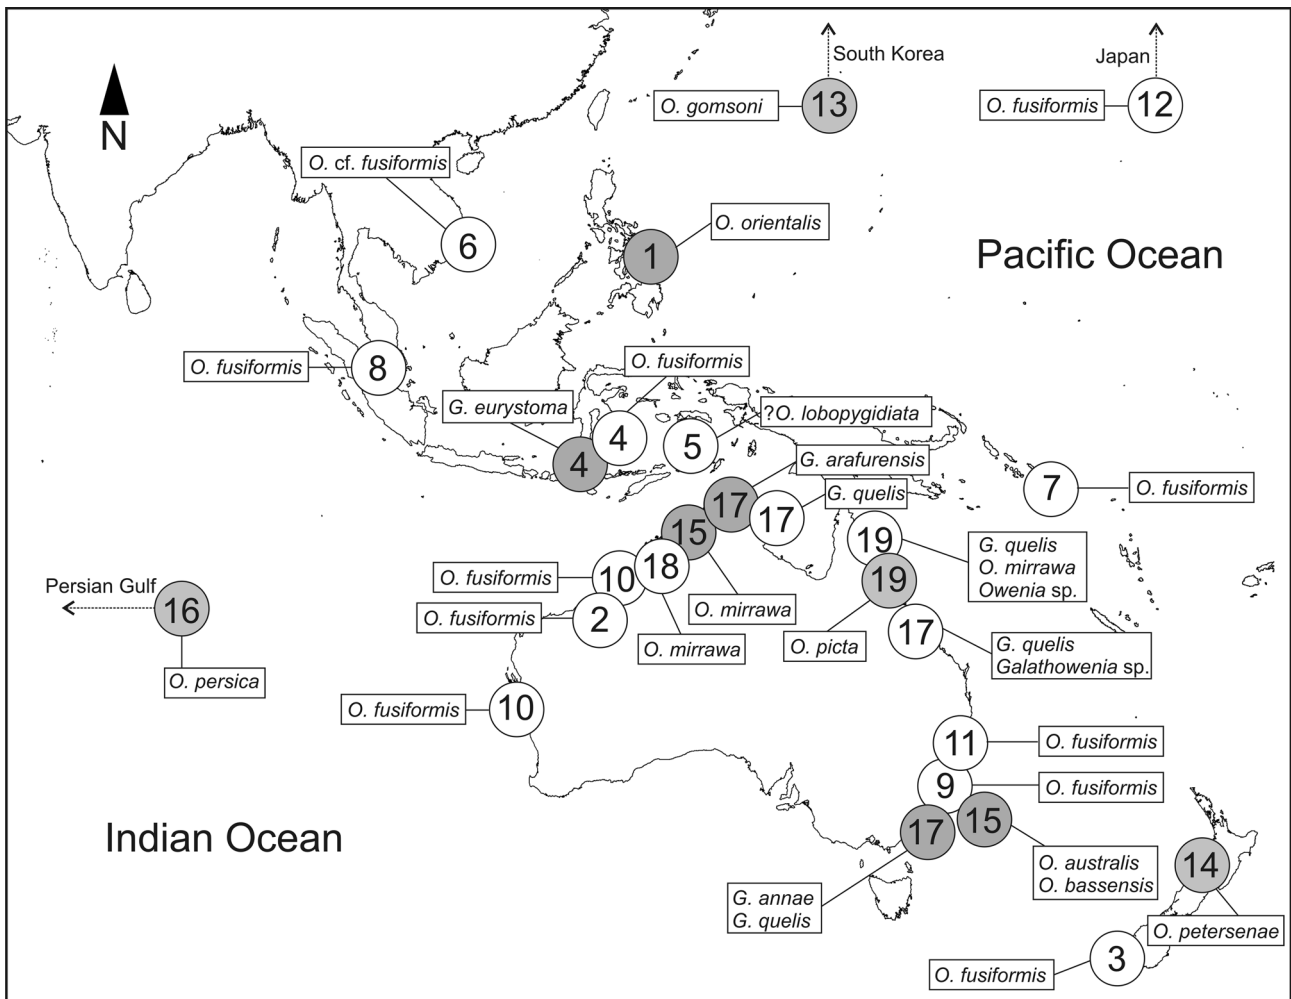 South Korea
Japan
N
O. gomsoni
13
O. fusiformis
12
O. cf. fusiformis
6
O. orientalis
1
Pacific Ocean
O. fusiformis
8
O. fusiformis
G. eurystoma
4
4
?O. lobopygidiata
5
G. arafurensis
17
G. quelis
17
7
O. fusiformis
15
19
G. quelis
O. mirrawa
Owenia sp.
O. fusiformis
10
18
19
Persian Gulf
16
O. fusiformis
2
O. mirrawa
O. mirrawa
O. picta
17
G. quelis
Galathowenia sp.
O. persica
O. fusiformis
10
11
O. fusiformis
9
O. fusiformis
Indian Ocean
17
15
O. australis
O. bassensis
14
G. annae
G. quelis
O. petersenae
O. fusiformis
3